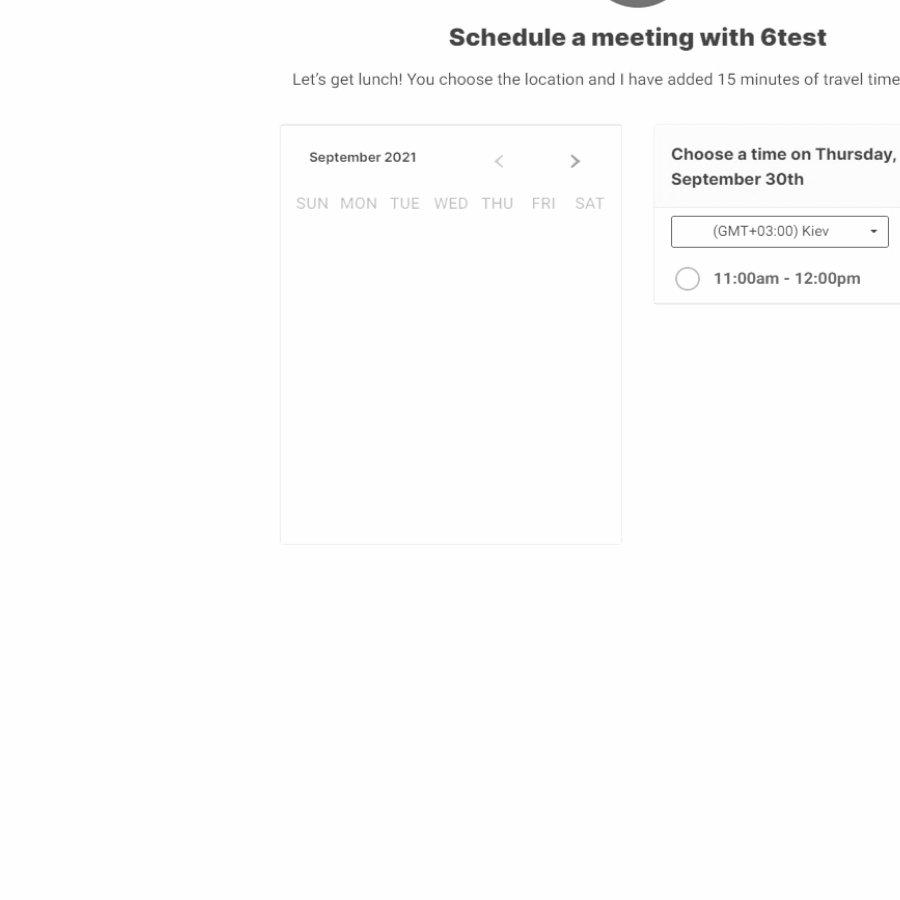 Schedule a meeting with 6test
Let's get lunch! You choose the location and I have added 15 minutes of travel time
September 2021
SUN MON TUE WED THU FRI SAT
Choose a time on Thursday,
September 30th
(GMT+03:00) Kiev
11:00am - 12:00pm